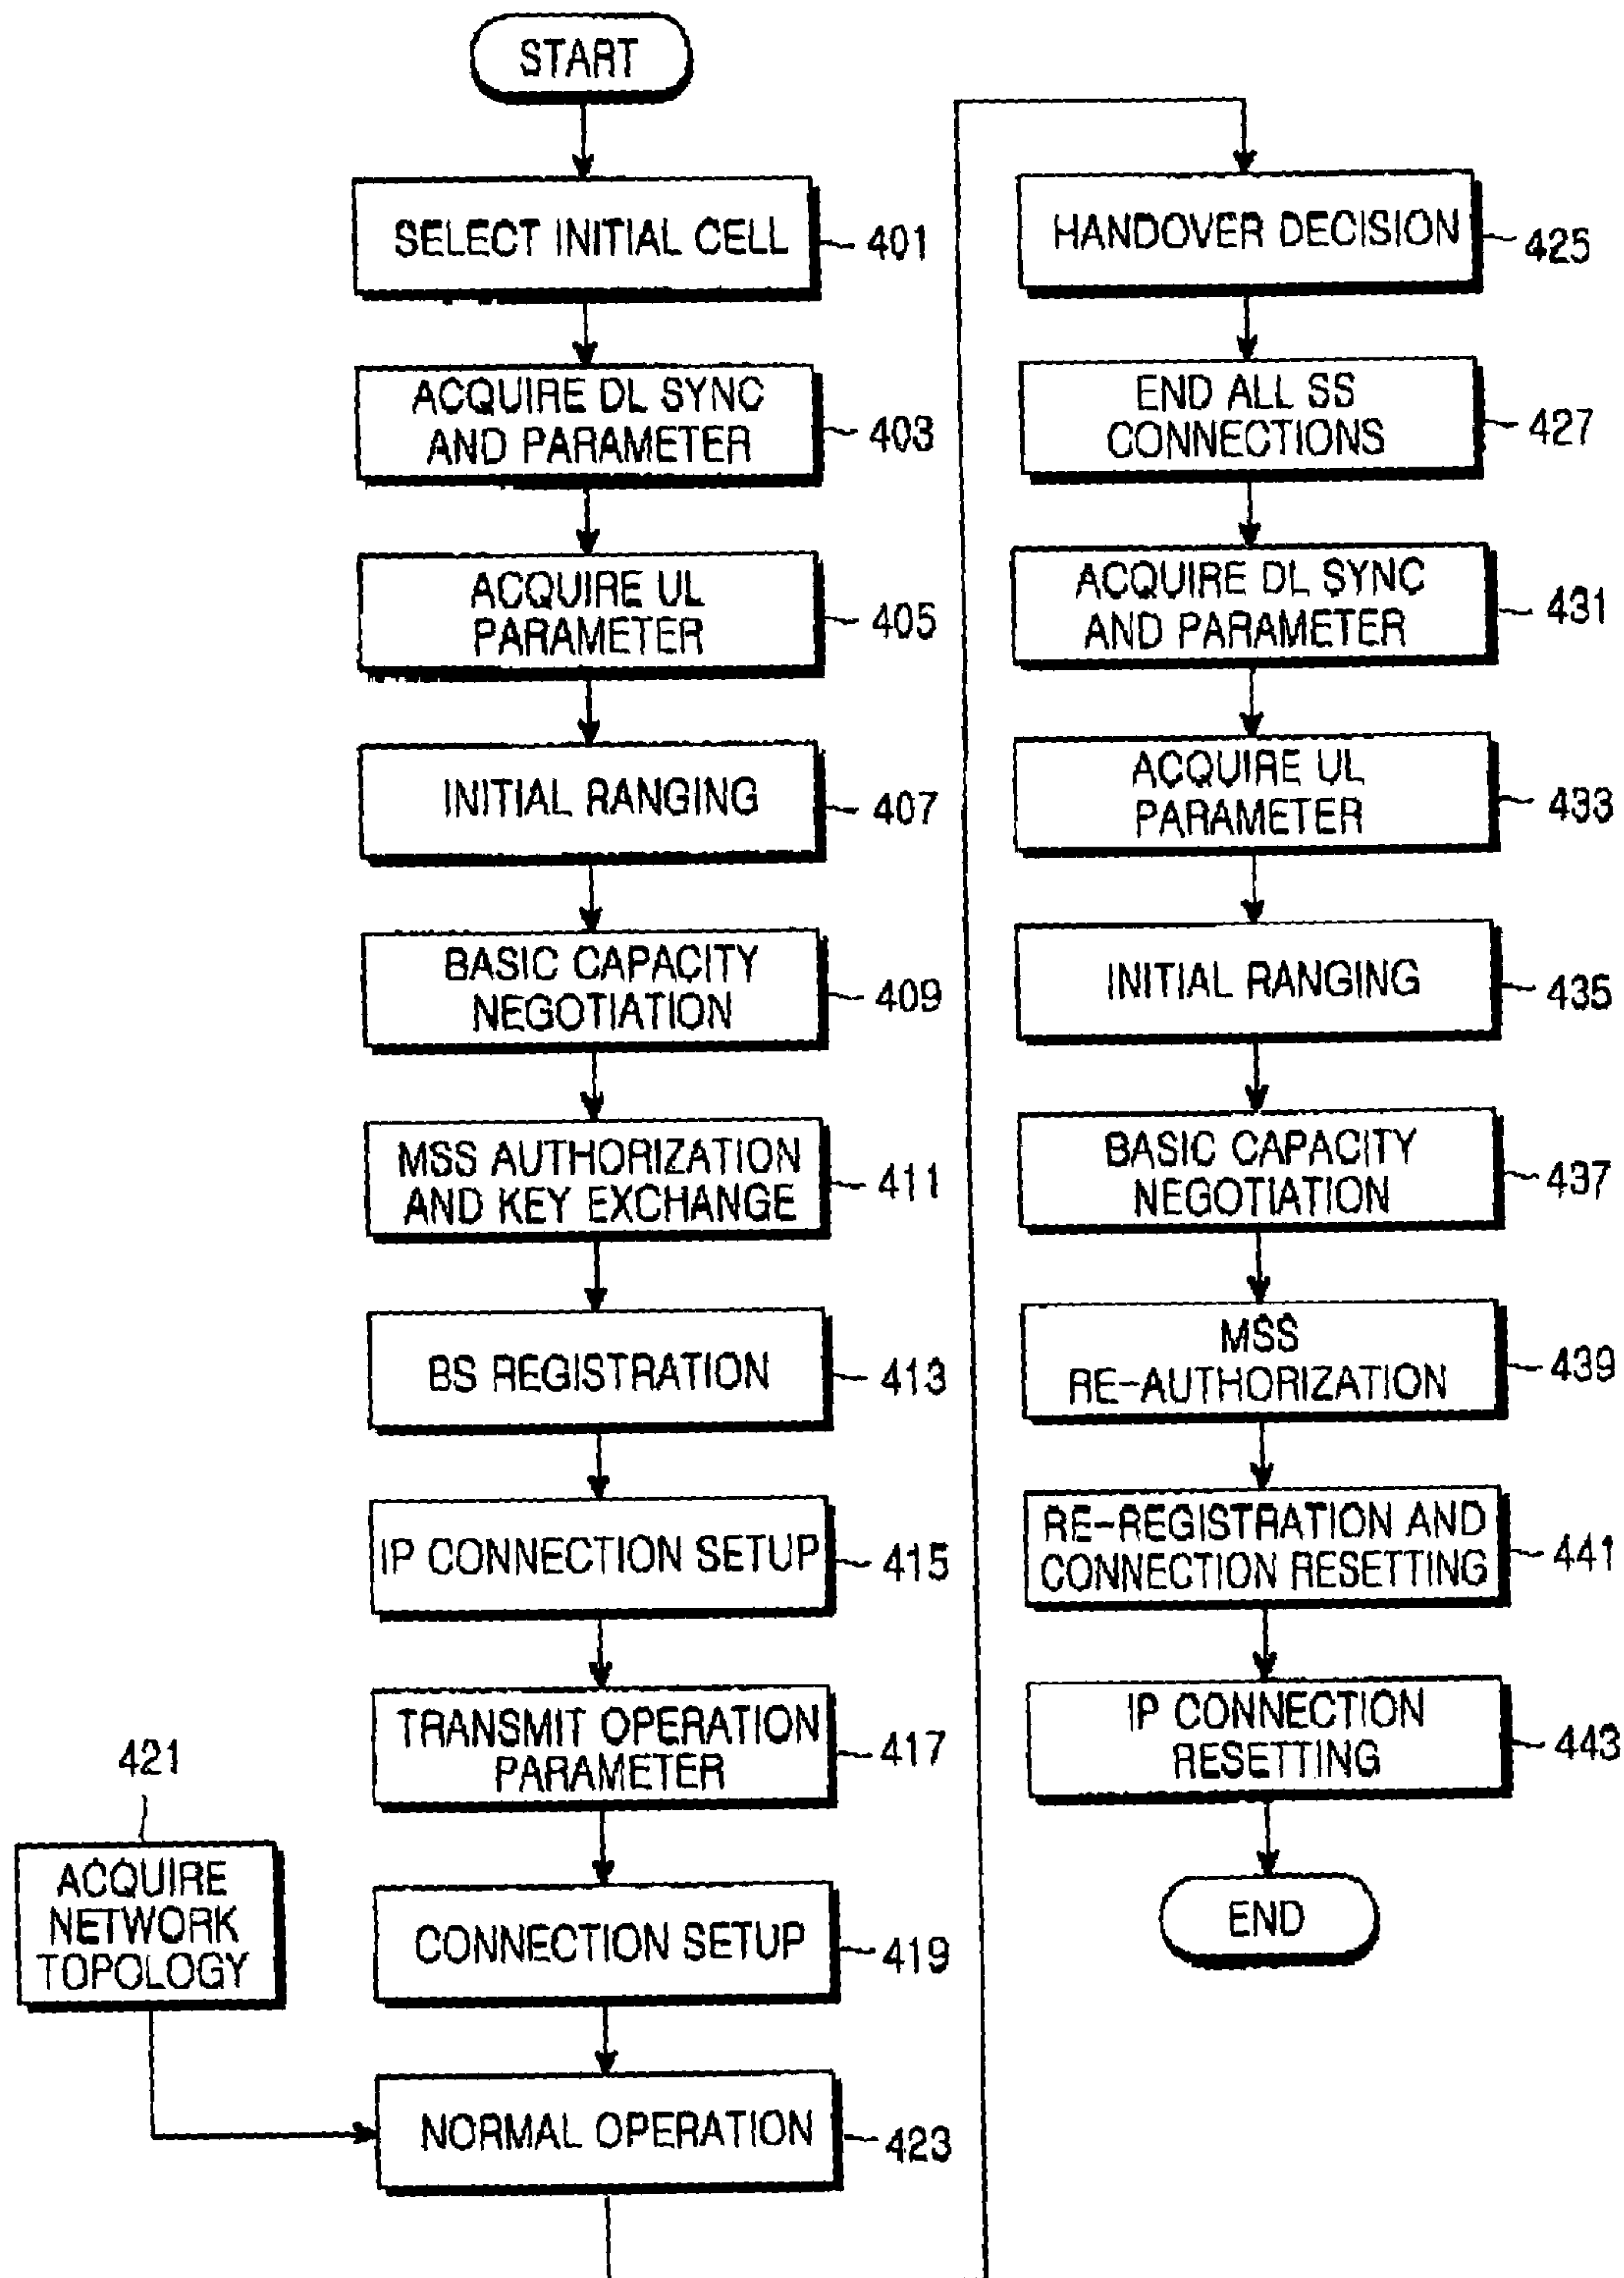 START
SELECT INITIAL CELL
401
ACQUIRE DL SYNC
AND PARAMETER
403
ACQUIRE UL
PARAMETER
405
INITIAL RANGING
407
BASIC CAPACITY
NEGOTIATION
409
MSS AUTHORIZATION
AND KEY EXCHANGE
411
BS REGISTRATION
413
IP CONNECTION SETUP
415
TRANSMIT OPERATION
PARAMETER
417
CONNECTION SETUP
419
421
ACQUIRE
NETWORK
TOPOLOGY
NORMAL OPERATION
423
HANDOVER DECISION
425
END ALL SS
CONNECTIONS
427
ACQUIRE DL SYNC
AND PARAMETER
431
ACQUIRE UL
PARAMETER
433
INITIAL RANGING
435
BASIC CAPACITY
NEGOTIATION
437
MSS
RE-AUTHORIZATION
439
RE-REGISTRATION AND
CONNECTION RESETTING
441
IP CONNECTION
RESETTING
443
END